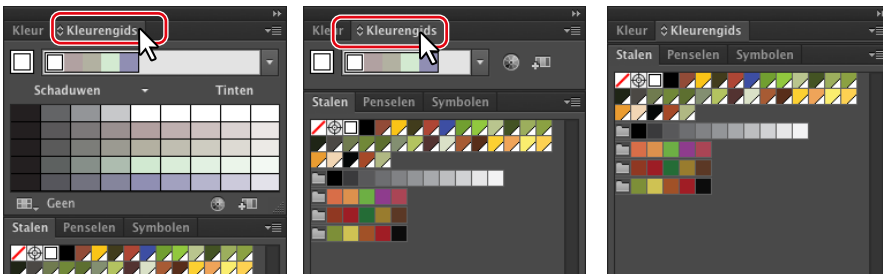 Kleur Kleurengids
Schaduwen Tinten
Geen
Stalen Penselen Symbolen
Kleur Kleurengids
Stalen Penselen Symbolen
Kleur Kleurengids
Stalen Penselen Symbolen